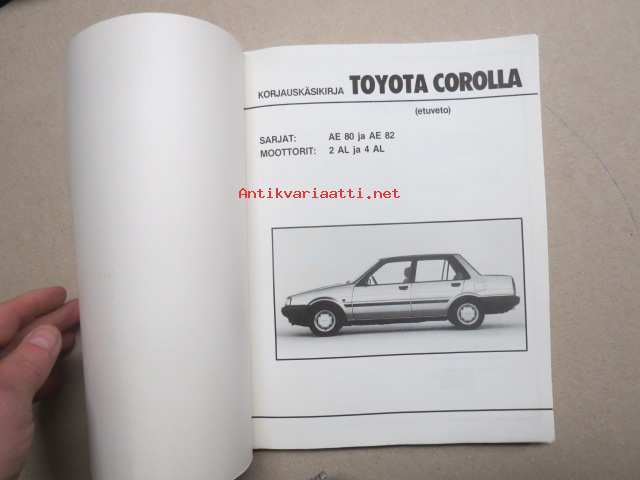 KORJAUSKÄSIKIRJA TOYOTA COROLLA
(etuveto)
SARJAT: AE 80 ja AE 82
MOOTTORIT: 2 AL ja 4 AL
Antikvariaatti.net